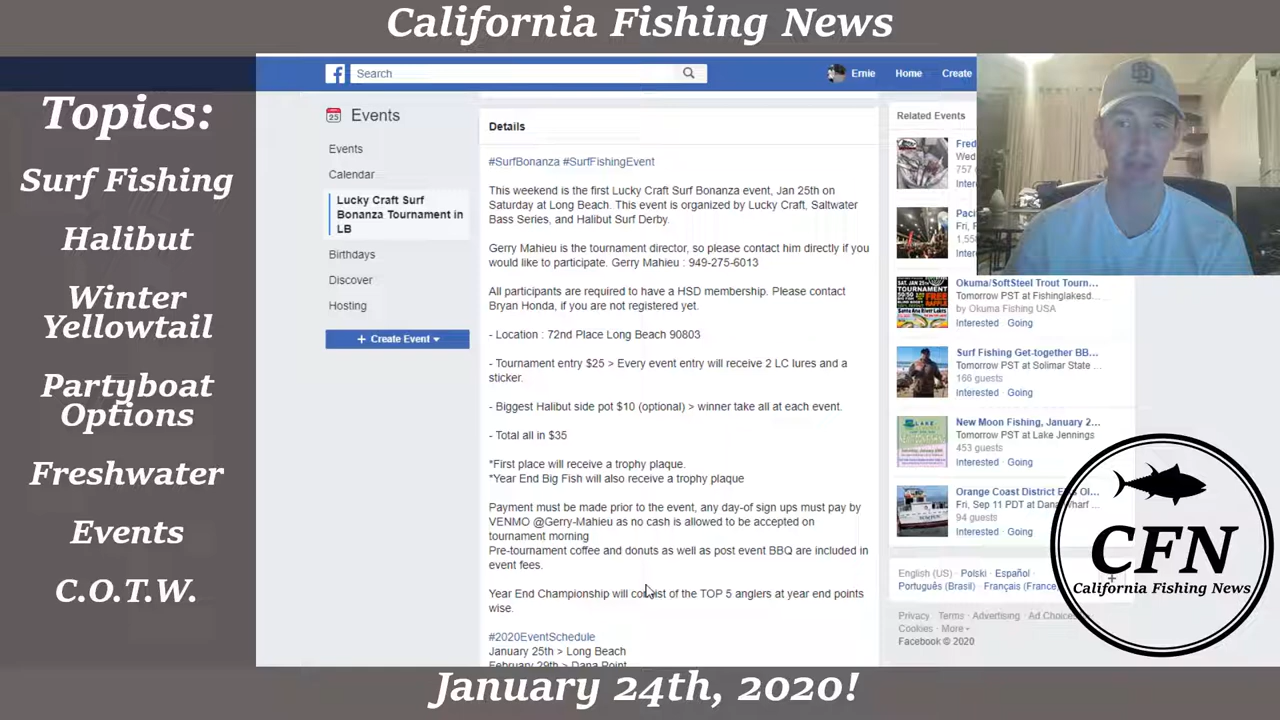 California Fishing News
Topics:
Surf Fishing
Halibut
Winter
Yellowtail
Partyboat
Options
Freshwater
Events
C.O.T.W.
Search
Ernie
Home
Create
25
Events
Events
Calendar
Lucky Craft Surf
Bonanza Tournament in
LB
Birthdays
Discover
Hosting
+ Create Event
Details
#SurfBonanza #SurfFishingEvent
This weekend is the first Lucky Craft Surf Bonanza event, Jan 25th on
Saturday at Long Beach. This event is organized by Lucky Craft, Saltwater
Bass Series, and Halibut Surf Derby.
Gerry Mahieu is the tournament director, so please contact him directly if you
would like to participate. Gerry Mahieu : 949-275-6013
All participants are required to have a HSD membership. Please contact
Bryan Honda, if you are not registered yet.
- Location : 72nd Place Long Beach 90803
- Tournament entry $25 > Every event entry will receive 2 LC lures and a
sticker.
- Biggest Halibut side pot $10 (optional) > winner take all at each event.
- Total all in $35
*First place will receive a trophy plaque.
*Year End Big Fish will also receive a trophy plaque
Payment must be made prior to the event, any day-of sign ups must pay by
VENMO @Gerry-Mahieu as no cash is allowed to be accepted on
tournament morning
Pre-tournament coffee and donuts as well as post event BBQ are included in
event fees.
Year End Championship will consist of the TOP 5 anglers at year end points
wise.
#2020EventSchedule
January 25th > Long Beach
February 29th > Dana Point
Related Events
Fred
Wed
757
Inter
Paci
Fri, F
1,55
Inter
Okuma/SoftSteel Trout Tourn...
Tomorrow PST at Fishinglakesd...
by Okuma Fishing USA
Interested · Going
Surf Fishing Get-together BB...
Tomorrow PST at Solimar State ...
166 guests
Interested · Going
New Moon Fishing, January 2...
Tomorrow PST at Lake Jennings
453 guests
Interested · Going
Orange Coast District E
Fri, Sep 11 PDT at Dana
94 guests
Interested · Going
English (US) · Polski · Español ·
Português (Brasil) · Français (France
Privacy · Terms · Advertising · Ad Choices
Cookies · More
Facebook © 2020
CFN
California Fishing News
January 24th, 2020!